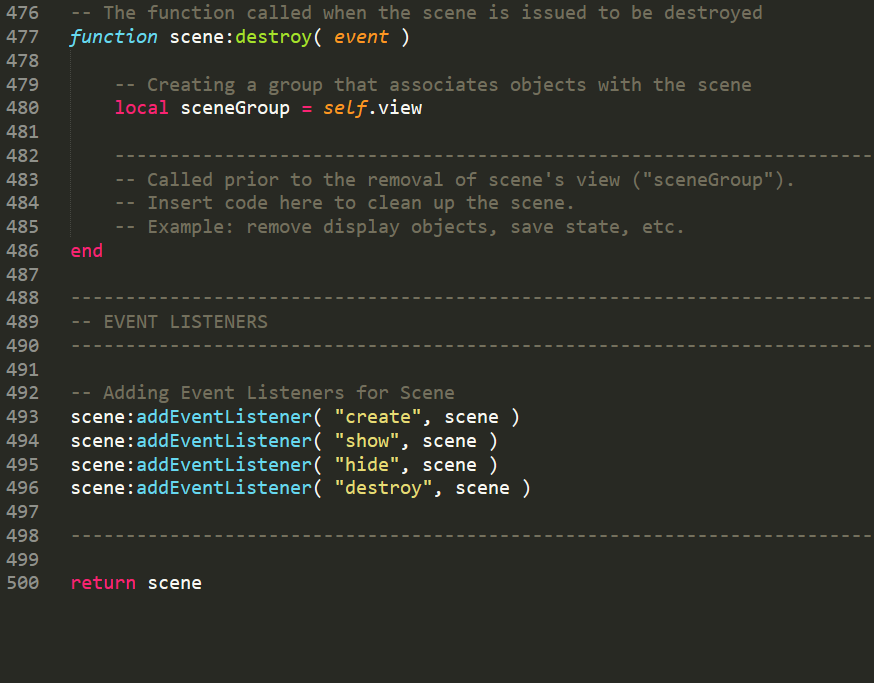 476 -- The function called when the scene is issued to be destroyed
477 function scene:destroy( event )
478
479     -- Creating a group that associates objects with the scene
480     local sceneGroup = self.view
481
482     ---------------------------------------------------------------------
483     -- Called prior to the removal of scene's view ("sceneGroup").
484     -- Insert code here to clean up the scene.
485     -- Example: remove display objects, save state, etc.
486 end
487
488 -------------------------------------------------------------------------
489 -- EVENT LISTENERS
490 -------------------------------------------------------------------------
491
492 -- Adding Event Listeners for Scene
493 scene:addEventListener( "create", scene )
494 scene:addEventListener( "show", scene )
495 scene:addEventListener( "hide", scene )
496 scene:addEventListener( "destroy", scene )
497
498 -------------------------------------------------------------------------
499
500 return scene